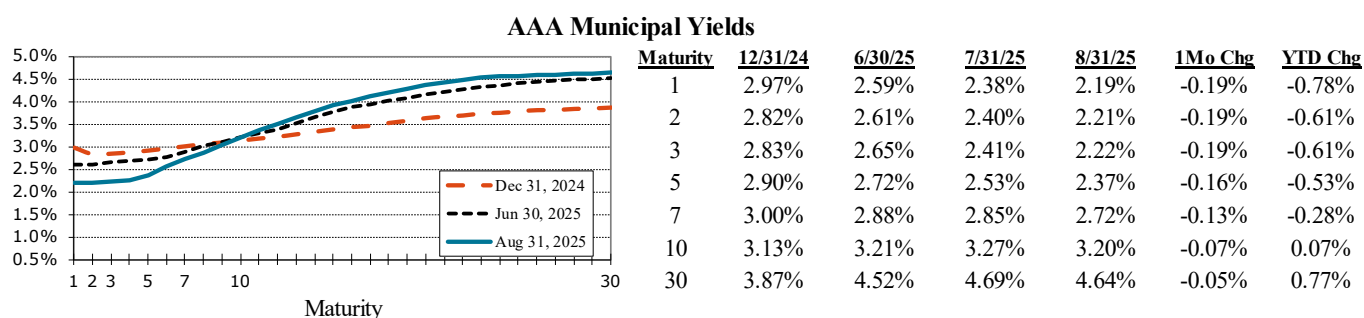 AAA Municipal Yields
5.0%
4.5%
4.0%
3.5%
3.0%
2.5%
2.0%
1.5%
1.0%
0.5%
1 2 3 5 7 10 30
Maturity
Dec 31, 2024
Jun 30, 2025
Aug 31, 2025
Maturity 12/31/24 6/30/25 7/31/25 8/31/25 1Mo Chg YTD Chg
1 2.97% 2.59% 2.38% 2.19% -0.19% -0.78%
2 2.82% 2.61% 2.40% 2.21% -0.19% -0.61%
3 2.83% 2.65% 2.41% 2.22% -0.19% -0.61%
5 2.90% 2.72% 2.53% 2.37% -0.16% -0.53%
7 3.00% 2.88% 2.85% 2.72% -0.13% -0.28%
10 3.13% 3.21% 3.27% 3.20% -0.07% 0.07%
30 3.87% 4.52% 4.69% 4.64% -0.05% 0.77%